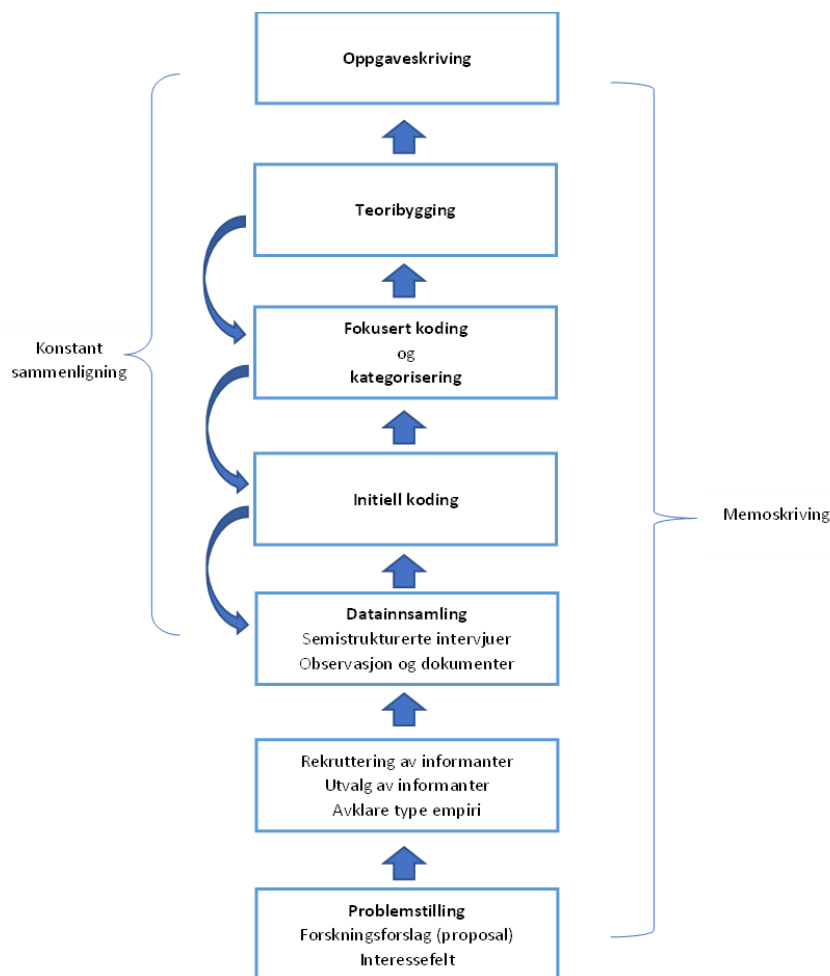 Oppgaveskriving
Teoribygging
Fokusert koding
og
kategorisering
Konstant
sammenligning
Initiell koding
Memoskriving
Datainnsamling
Semistrukturerte intervjuer
Observasjon og dokumenter
Rekruttering av informanter
Utvalg av informanter
Avklare type empiri
Problemstilling
Forskningsforslag (proposal)
Interessefelt